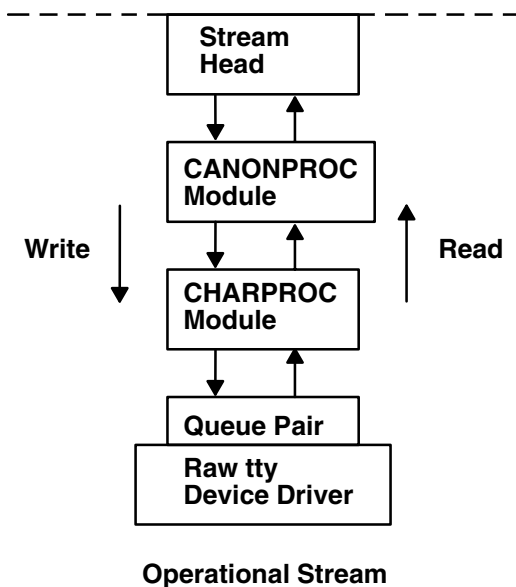 Stream
Head
CANONPROC
Module
Write
Read
CHARPROC
Module
Queue Pair
Raw tty
Device Driver
Operational Stream